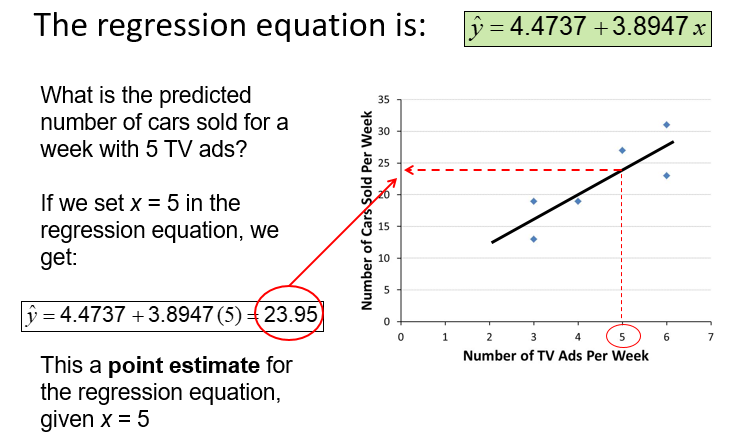 The regression equation is:
ŷ = 4.4737 + 3.8947 x
What is the predicted
number of cars sold for a
week with 5 TV ads?
If we set x = 5 in the
regression equation, we
get:
ŷ = 4.4737 + 3.8947 (5) = 23.95
This a point estimate for
the regression equation,
given x = 5
Number of Cars Sold Per Week
35
30
25
20
15
10
5
0
0 1 2 3 4 5 6 7
Number of TV Ads Per Week